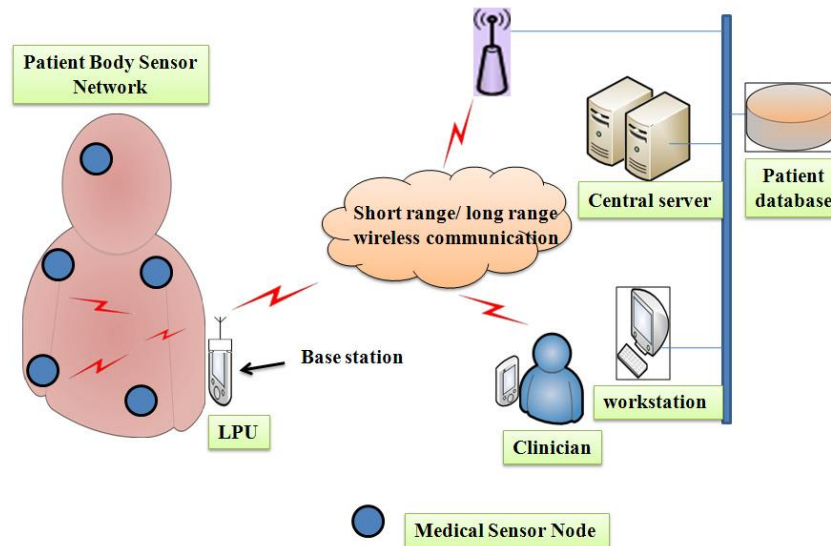 Patient Body Sensor
Network
Short range/ long range
wireless communication
Central server
Patient
database
Base station
LPU
workstation
Clinician
Medical Sensor Node